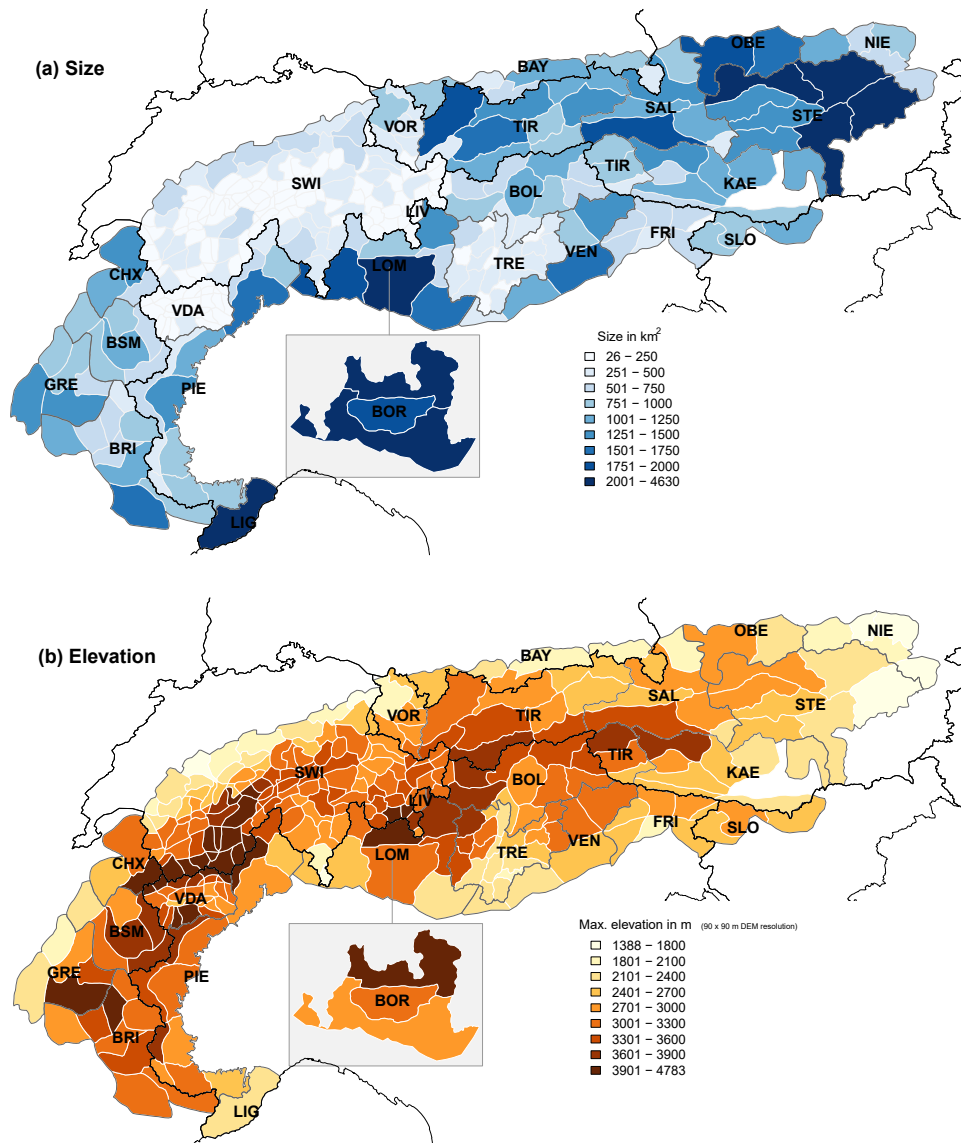 (a) Size
OBE
NIE
BAY
SAL
STE
VOR
TIR
SWI
TIR
KAE
BOL
LIV
FRI
SLO
VEN
TRE
LOM
CHX
VDA
BSM
GRE
PIE
BRI
LIG
BOR
Size in km²
26 – 250
251 – 500
501 – 750
751 – 1000
1001 – 1250
1251 – 1500
1501 – 1750
1751 – 2000
2001 – 4630
(b) Elevation
OBE
NIE
BAY
SAL
STE
VOR
TIR
SWI
TIR
KAE
BOL
LIV
FRI
SLO
VEN
TRE
LOM
CHX
VDA
BSM
GRE
PIE
BRI
LIG
BOR
Max. elevation in m (90 x 90 m DEM resolution)
1388 – 1800
1801 – 2100
2101 – 2400
2401 – 2700
2701 – 3000
3001 – 3300
3301 – 3600
3601 – 3900
3901 – 4783